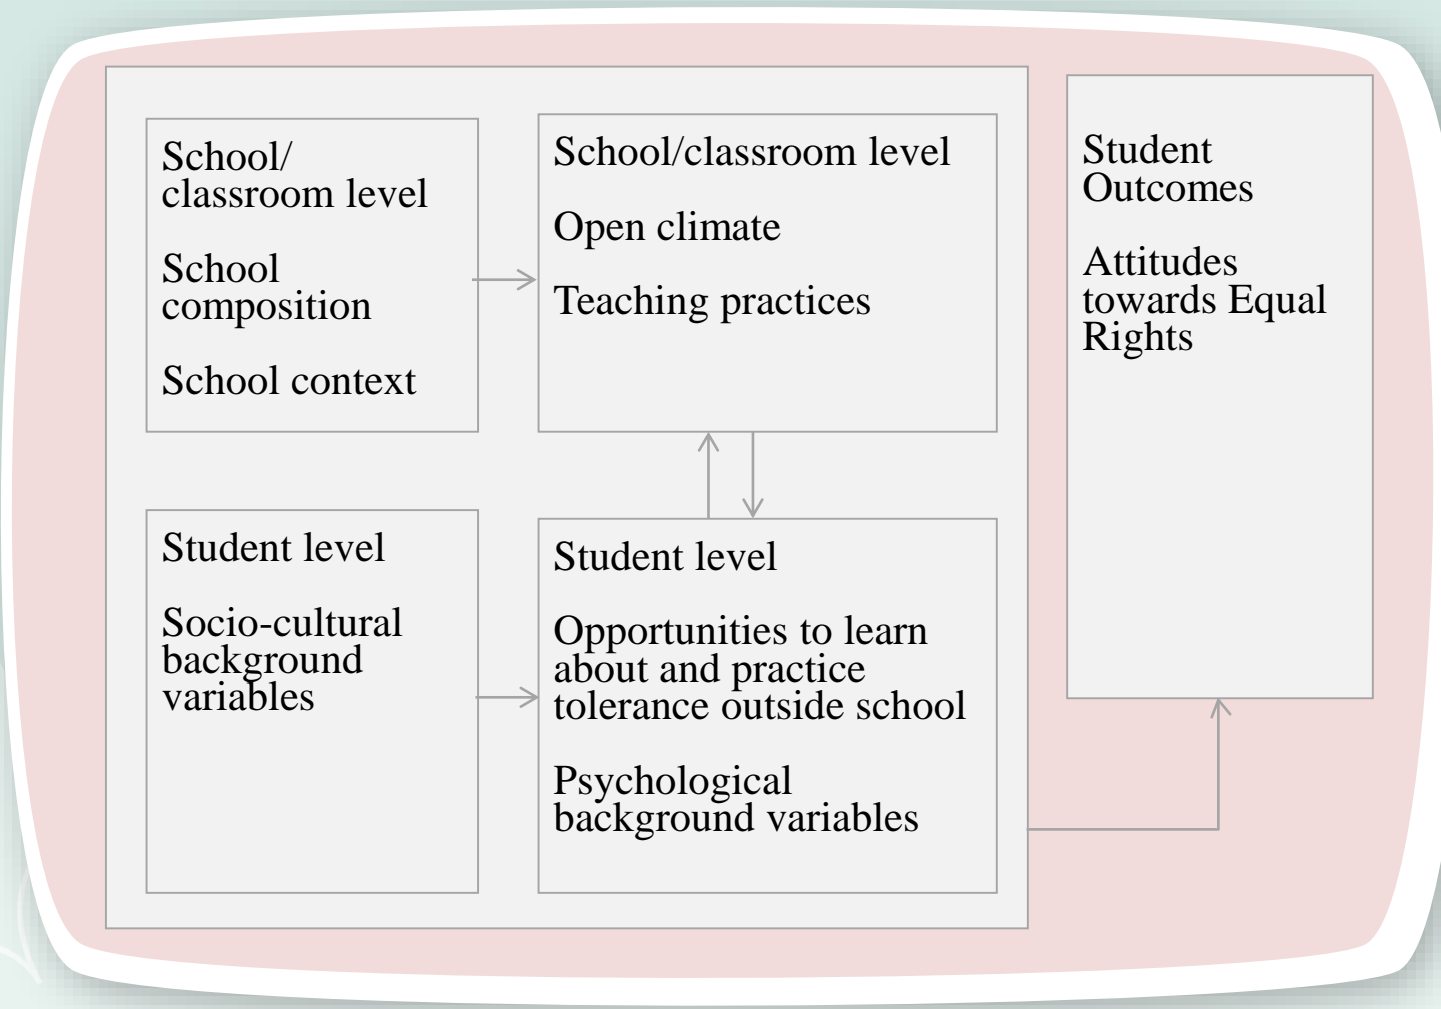 School/
classroom level
School
composition
School context
School/classroom level
Open climate
Teaching practices
Student level
Socio-cultural
background
variables
Student level
Opportunities to learn
about and practice
tolerance outside school
Psychological
background variables
Student
Outcomes
Attitudes
towards Equal
Rights